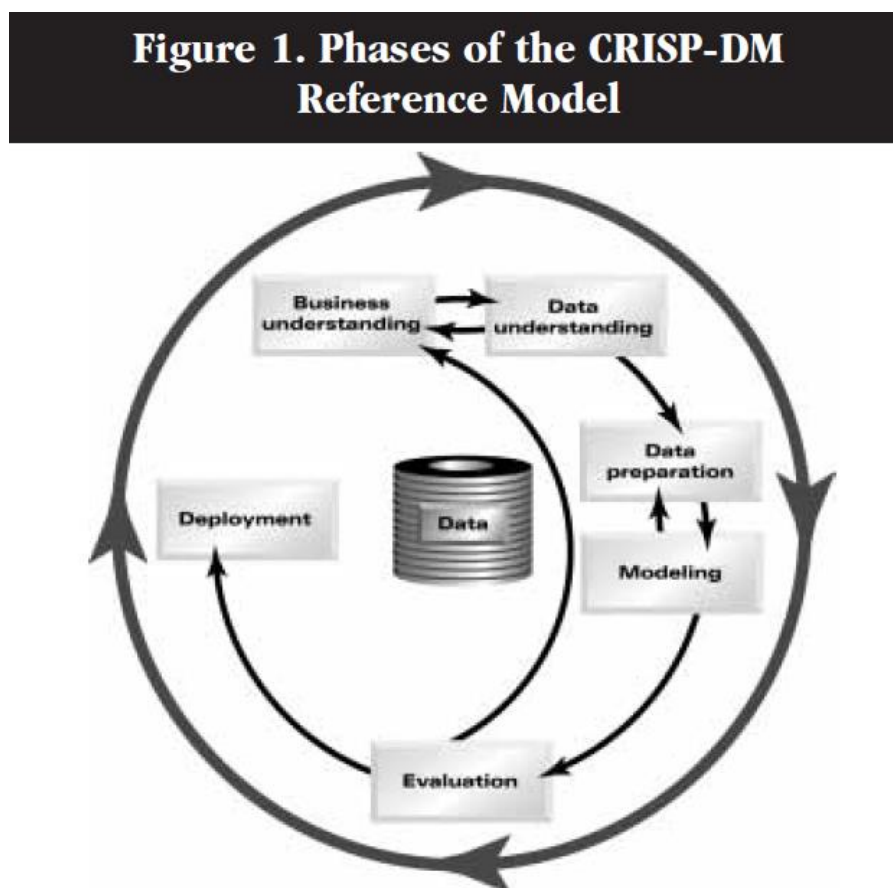 Figure 1. Phases of the CRISP-DM
Reference Model
Business
understanding
Data
understanding
Data
preparation
Deployment
Data
Modeling
Evaluation